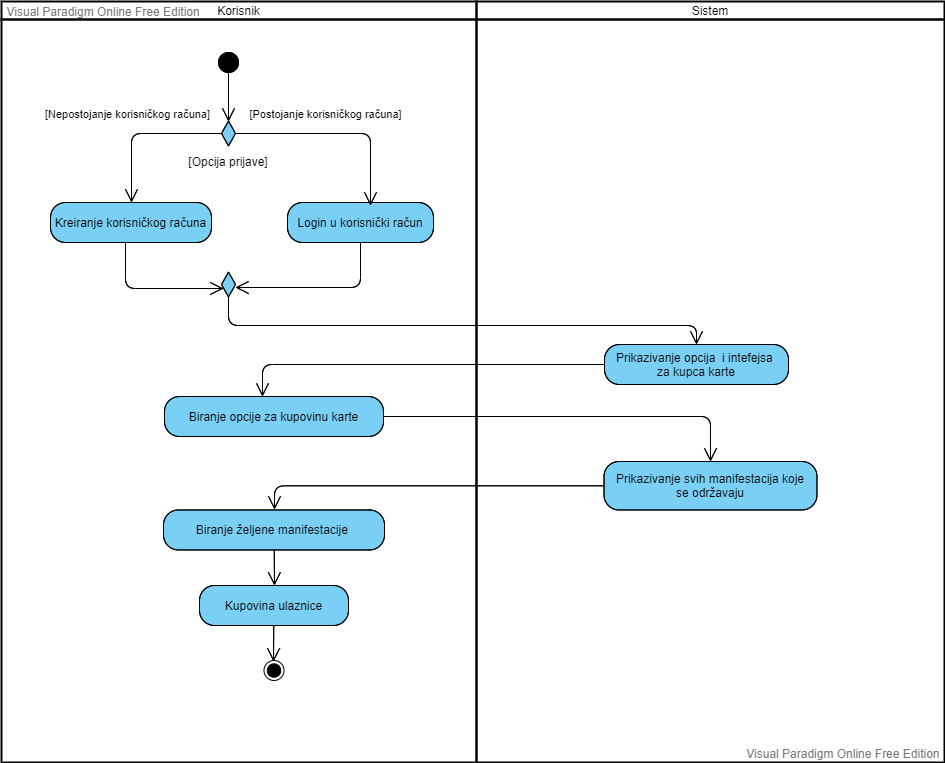 Visual Paradigm Online Free Edition
Korisnik
Sistem
[Nepostojanje korisničkog računa]
[Postojanje korisničkog računa]
[Opcija prijave]
Kreiranje korisničkog računa
Login u korisnički račun
Prikazivanje opcija i intefejsa
za kupca karte
Biranje opcije za kupovinu karte
Prikazivanje svih manifestacija koje
se održavaju
Biranje željene manifestacije
Kupovina ulaznice
Visual Paradigm Online Free Edition